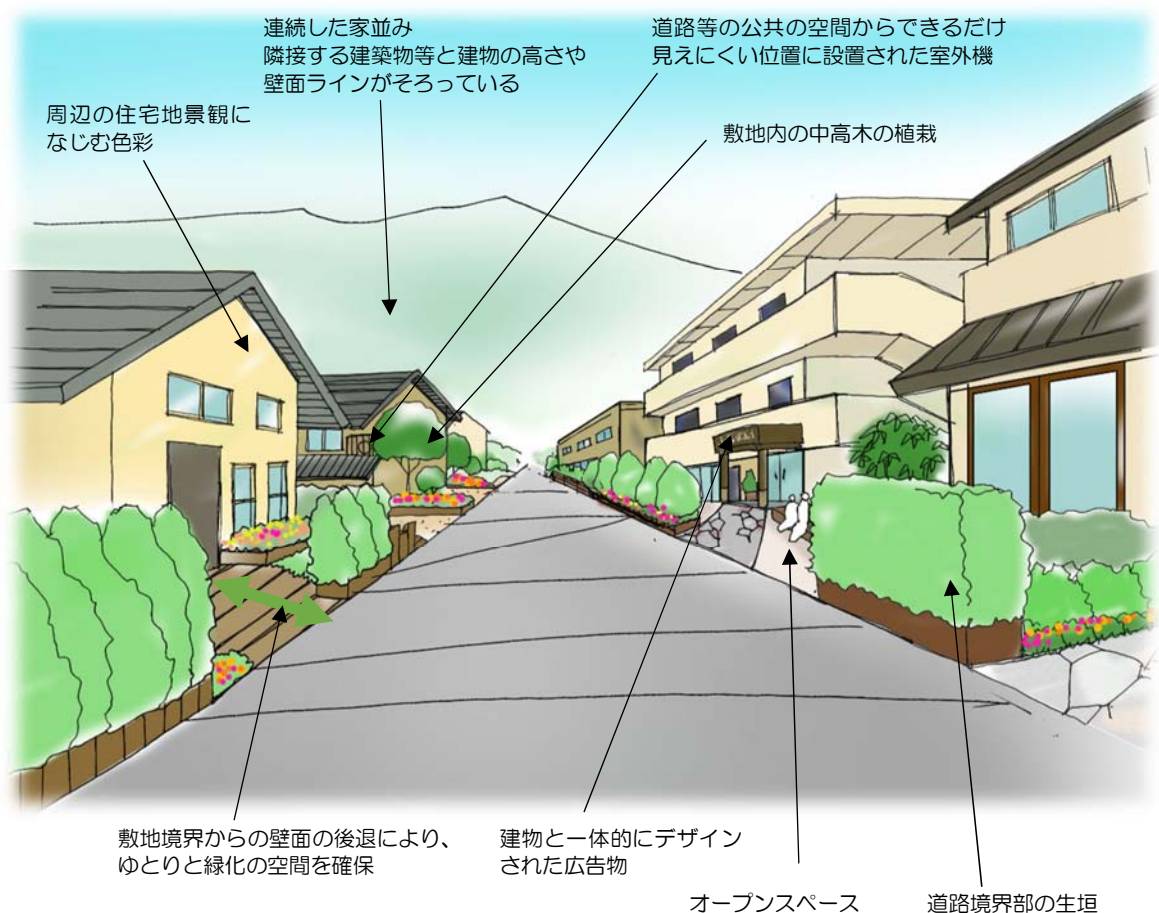 連続した家並み
隣接する建築物等と建物の高さや
壁面ラインがそろっている
道路等の公共の空間からできるだけ
見えにくい位置に設置された室外機
周辺の住宅地景観に
なじむ色彩
敷地内の中高木の植栽
敷地境界からの壁面の後退により、
ゆとりと緑化の空間を確保
建物と一体的にデザイン
された広告物
オープンスペース
道路境界部の生垣